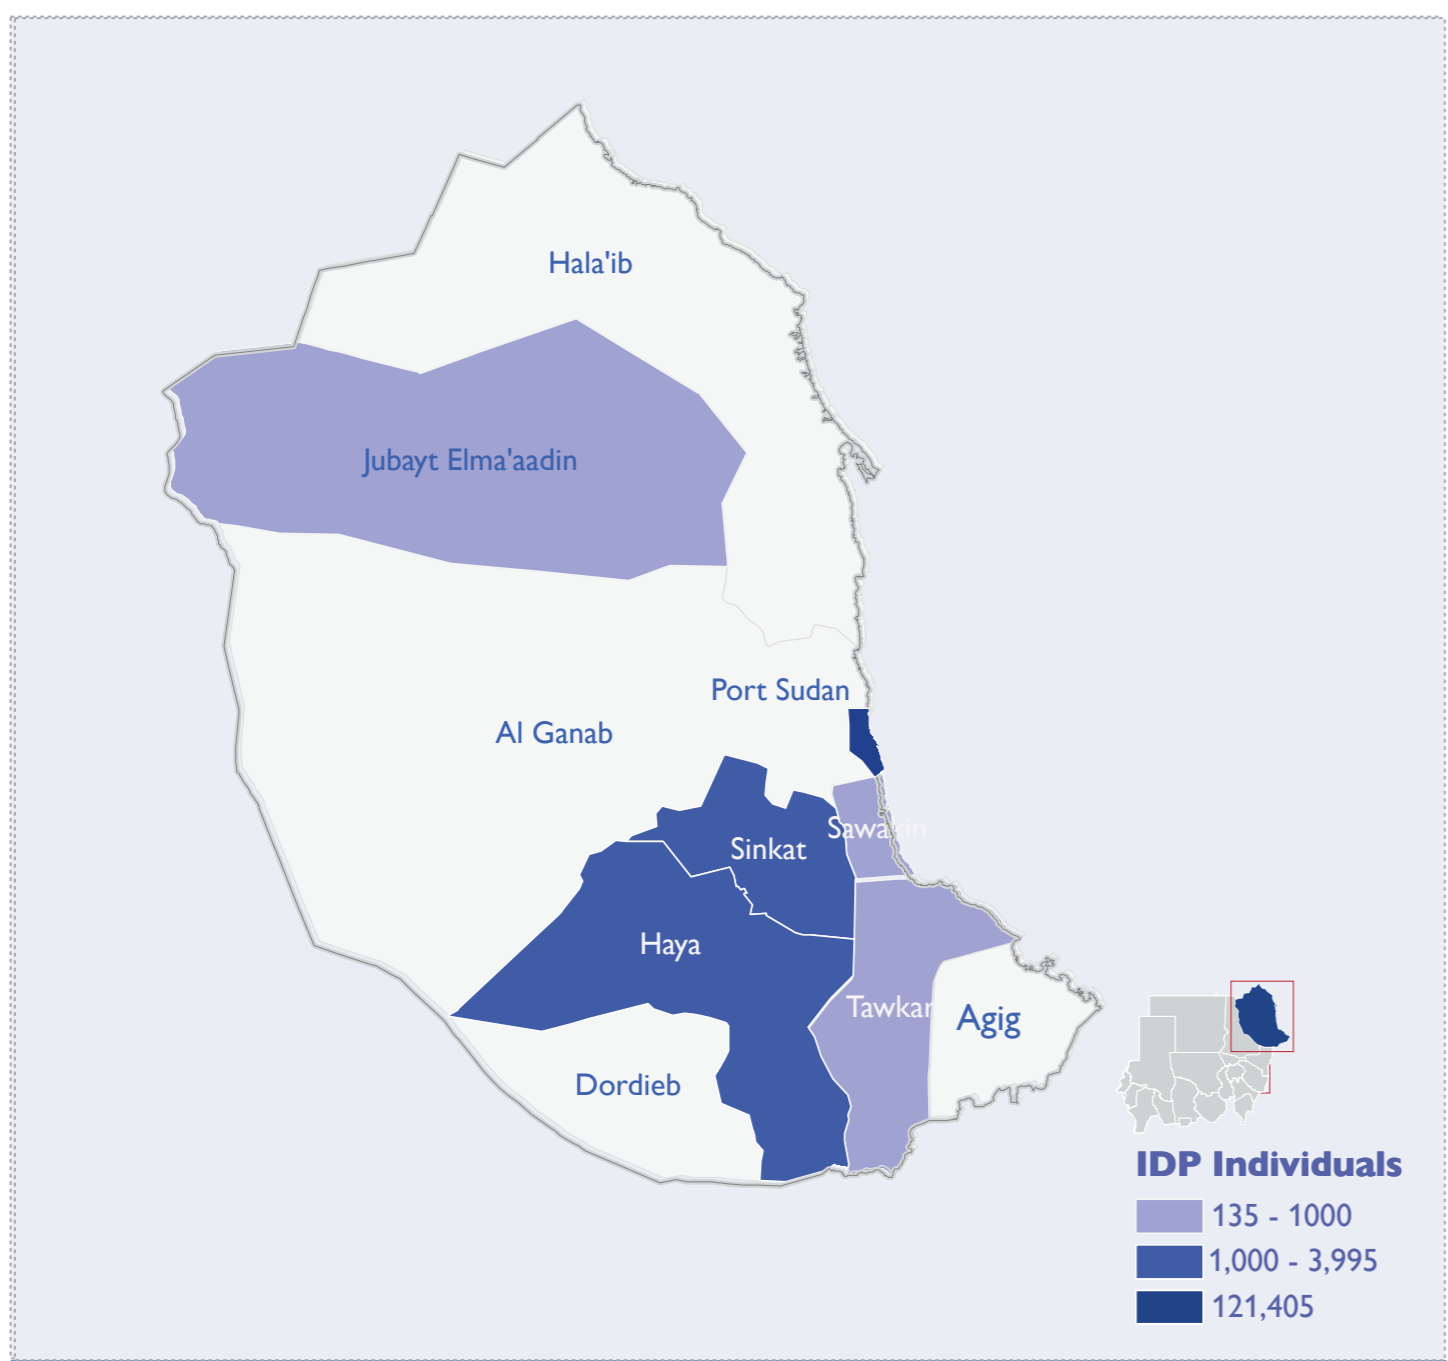 Hala'ib
Jubayt Elma'aadin
Port Sudan
Al Ganab
Sawakin
Sinkat
Haya
Tawkar
Agig
Dordieb
IDP Individuals
135 - 1000
1,000 - 3,995
121,405